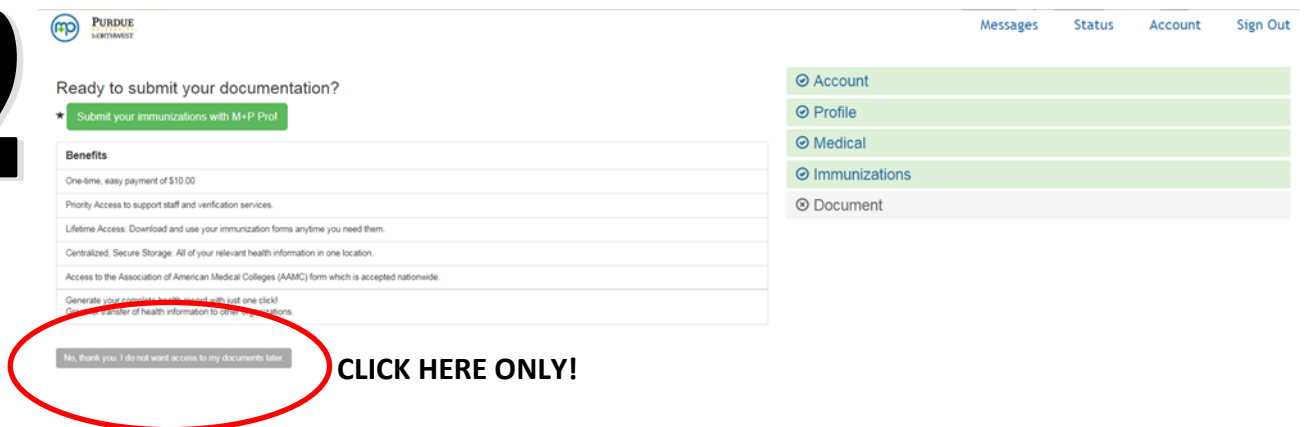 2
mp PURDUE
NORTHWEST
Messages Status Account Sign Out
Ready to submit your documentation?
★ Submit your immunizations with M+P Pro!
Benefits
One-time, easy payment of $10.00
Priority Access to support staff and verification services.
Lifetime Access: Download and use your immunization forms anytime you need them.
Centralized, Secure Storage: All of your relevant health information in one location.
Access to the Association of American Medical Colleges (AAMC) form which is accepted nationwide.
Generate your complete health record with just one click!
transfer of health information to other organizations.
No, thank you. I do not want access to my documents later.
CLICK HERE ONLY!
Account
Profile
Medical
Immunizations
Document